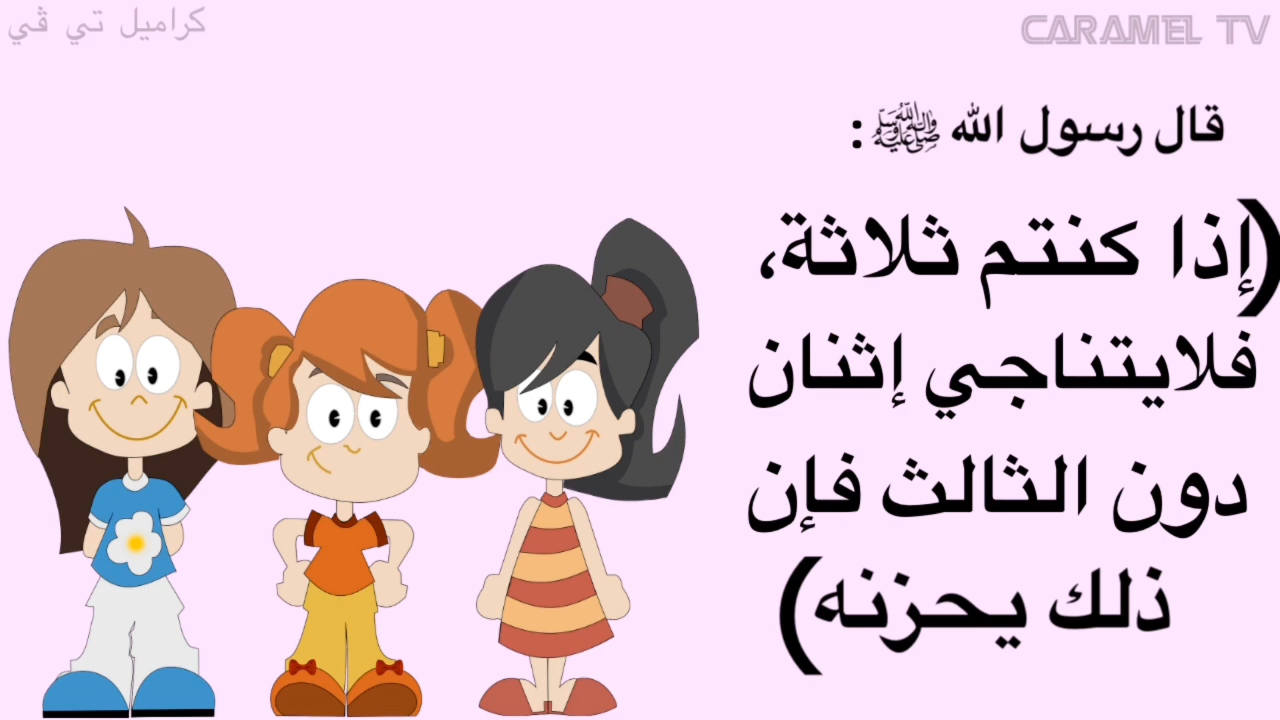 كراميل تي ڤي
CARAMEL TV
قال رسول الله ﷺ:
(إذا كنتم ثلاثة،
فلايتناجي إثنان
دون الثالث فإن
ذلك يحزنه)